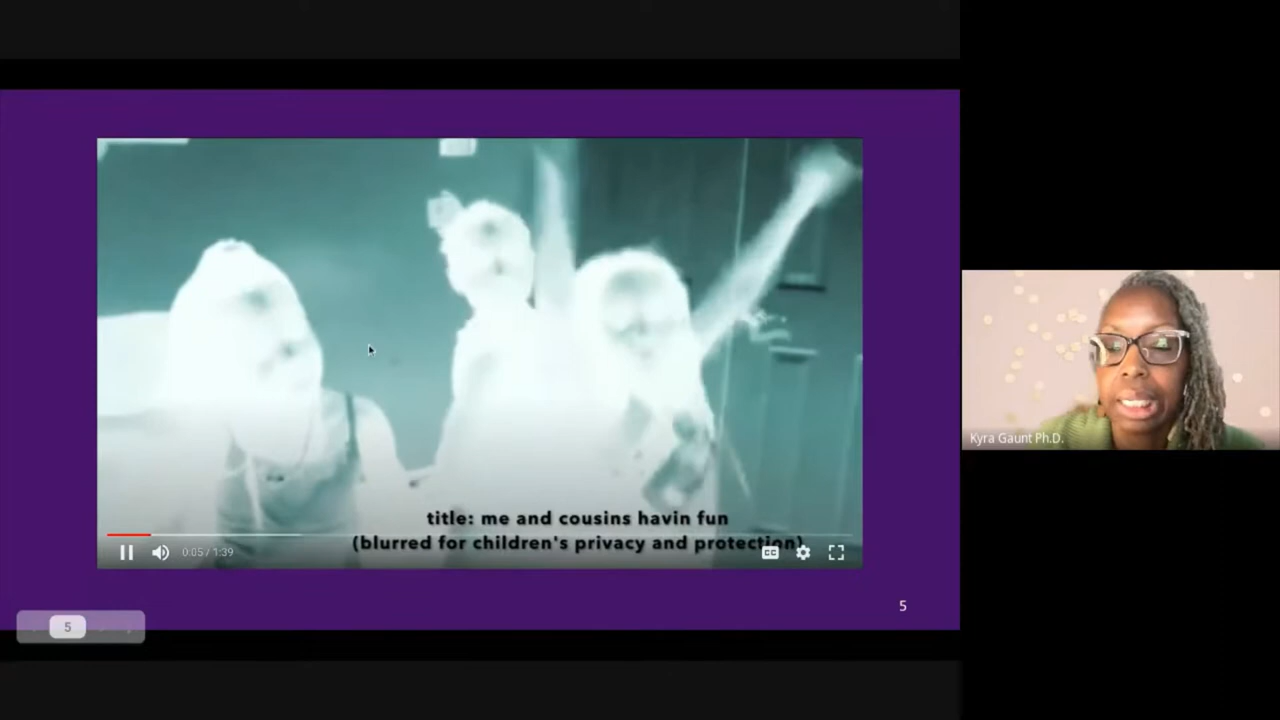 title: me and cousins havin fun
(blurred for children's privacy and protection)
0:05 / 1:39
CC
5
5
Kyra Gaunt Ph.D.